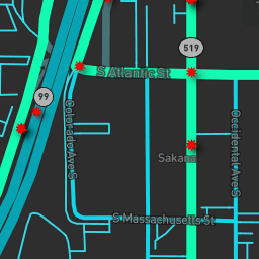 519
S Atlantic St
99
Colorado Ave S
Occidental Ave S
Sakana
S Massachusetts St